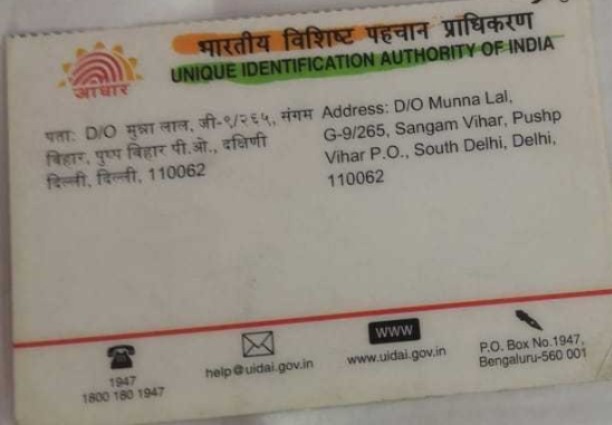 भारतीय विशिष्ट पहचान प्राधिकरण
UNIQUE IDENTIFICATION AUTHORITY OF INDIA
आधार
पता: D/O मुन्ना लाल, जी-९/२६५, संगम
बिहार, पुष्प बिहार पी.ओ., दक्षिणी
दिल्ली, दिल्ली, 110062
Address: D/O Munna Lal,
G-9/265, Sangam Vihar, Pushp
Vihar P.O., South Delhi, Delhi,
110062
1947
1800 180 1947
help@uidai.gov.in
www
www.uidai.gov.in
P.O. Box No.1947,
Bengaluru-560 001